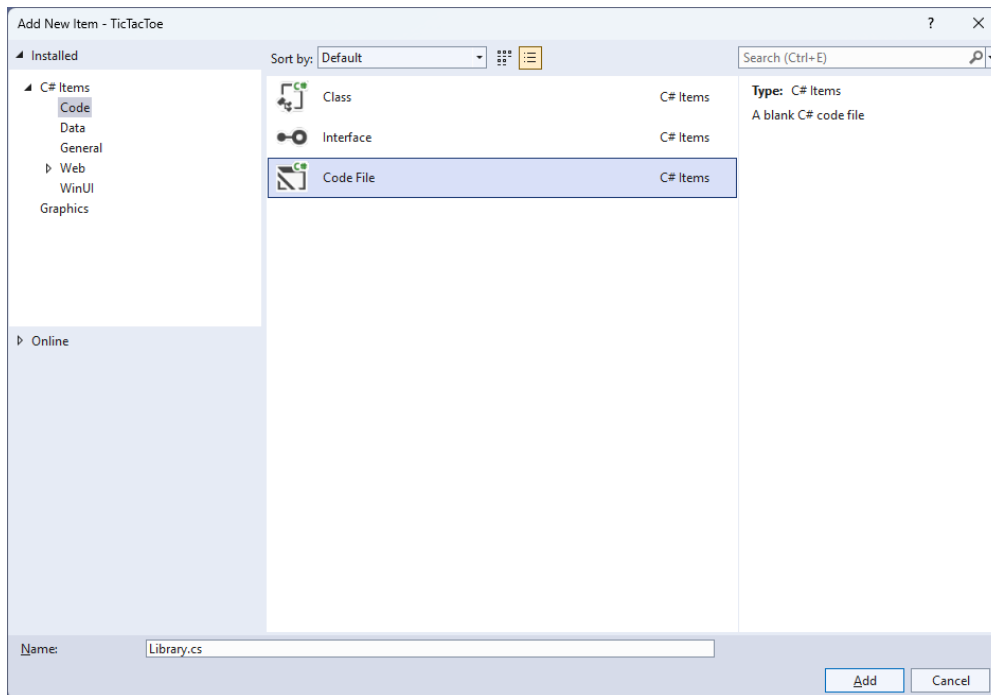 Add New Item - TicTacToe
Installed
Sort by: Default
Search (Ctrl+E)
C# Items
Code
Data
General
Web
WinUI
Graphics
Online
Class C# Items
Interface C# Items
Code File C# Items
Type: C# Items
A blank C# code file
Name: Library.cs
Add Cancel